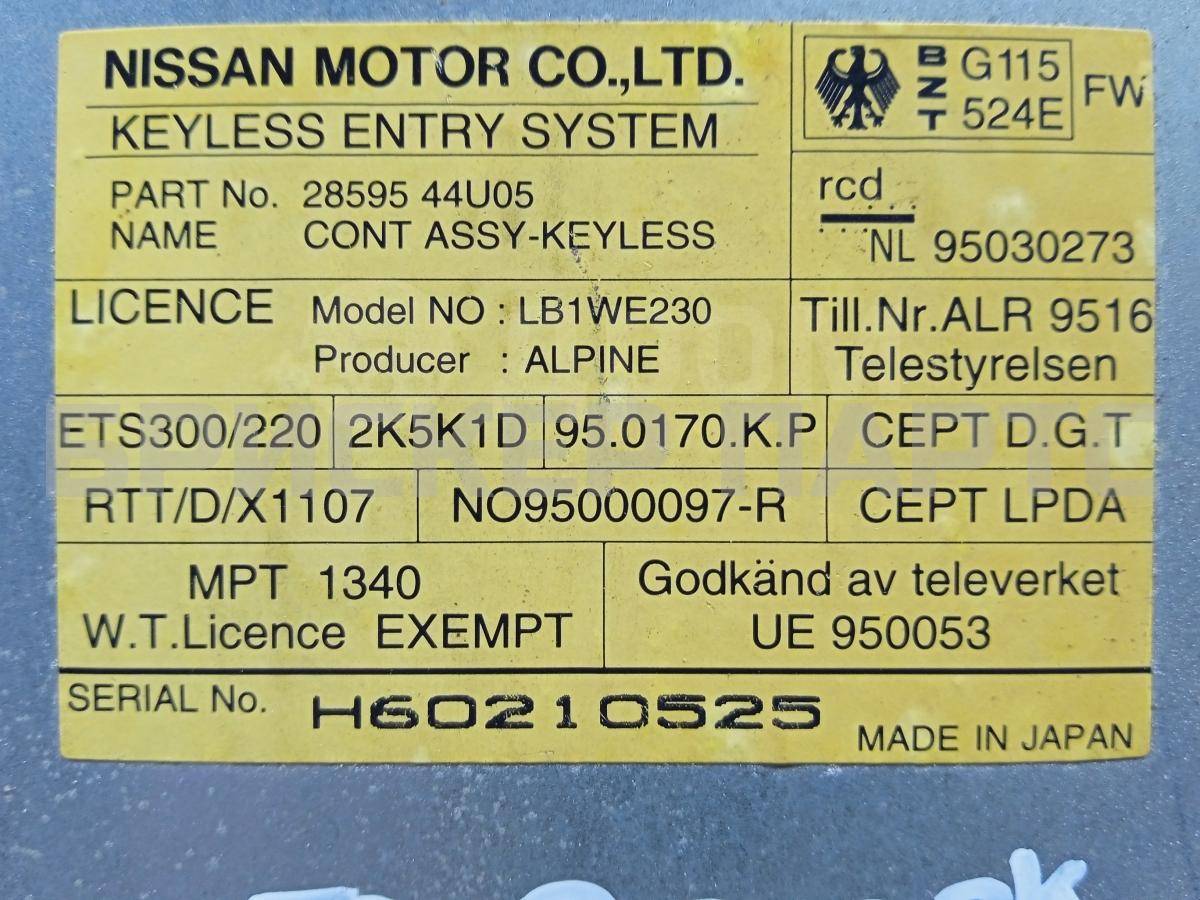 NISSAN MOTOR CO.,LTD.
KEYLESS ENTRY SYSTEM
PART No. 28595 44U05
NAME CONT ASSY-KEYLESS
BZT G115 524E FW
rcd
NL 95030273
LICENCE Model NO : LB1WE230
Producer : ALPINE
Till.Nr.ALR 9516
Telestyrelsen
ETS300/220 2K5K1D 95.0170.K.P CEPT D.G.T
RTT/D/X1107 NO95000097-R CEPT LPDA
MPT 1340
W.T.Licence EXEMPT
Godkänd av televerket
UE 950053
SERIAL No. H60210525
MADE IN JAPAN